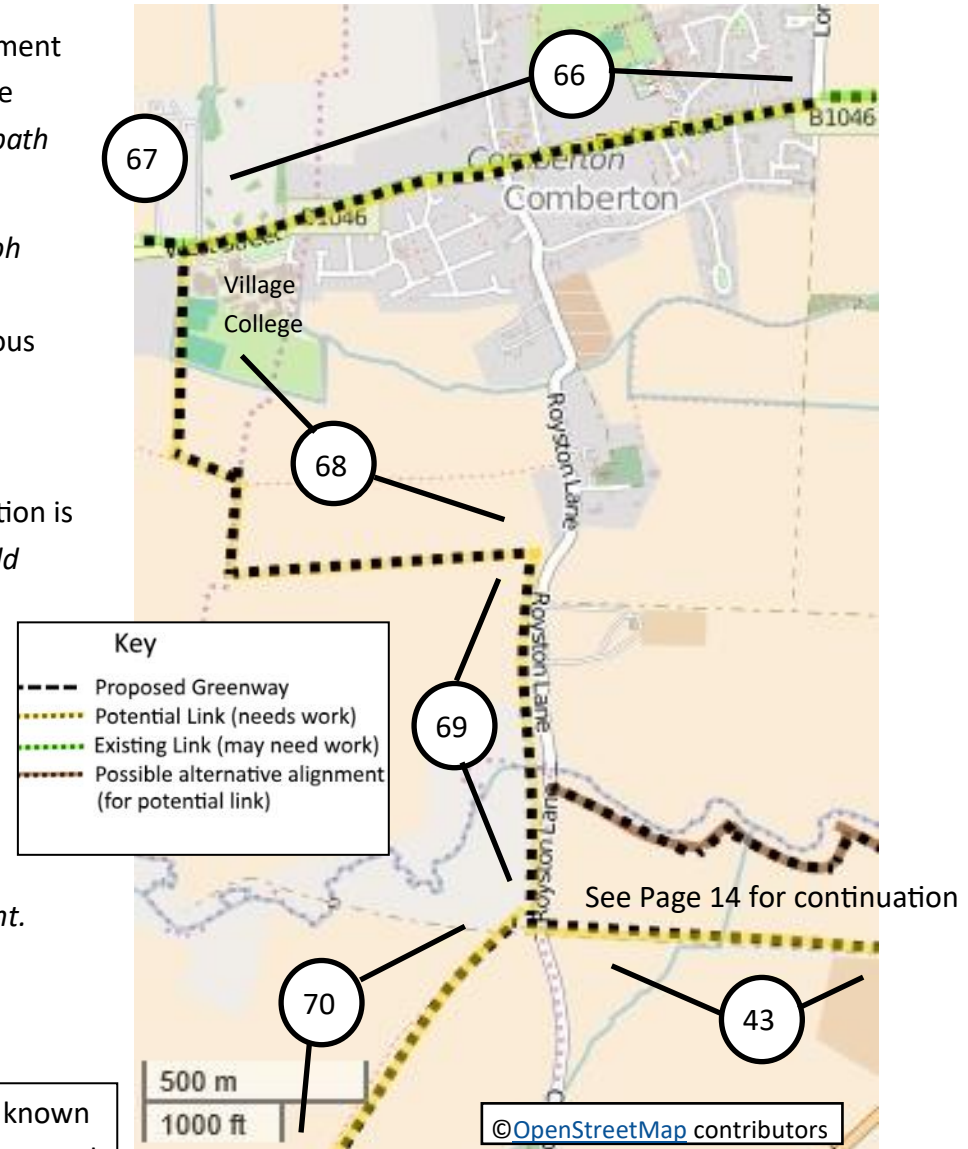 ment
e
path
ph
ous
tion is
ld
nt.
known
66
67
B1046
Comberton
Comberton
B1046
Village
College
68
Royston Lane
Royston Lane
Key
Proposed Greenway
Potential Link (needs work)
Existing Link (may need work)
Possible alternative alignment
(for potential link)
69
Royston Lane
See Page 14 for continuation
70
43
500 m
1000 ft
©OpenStreetMap contributors